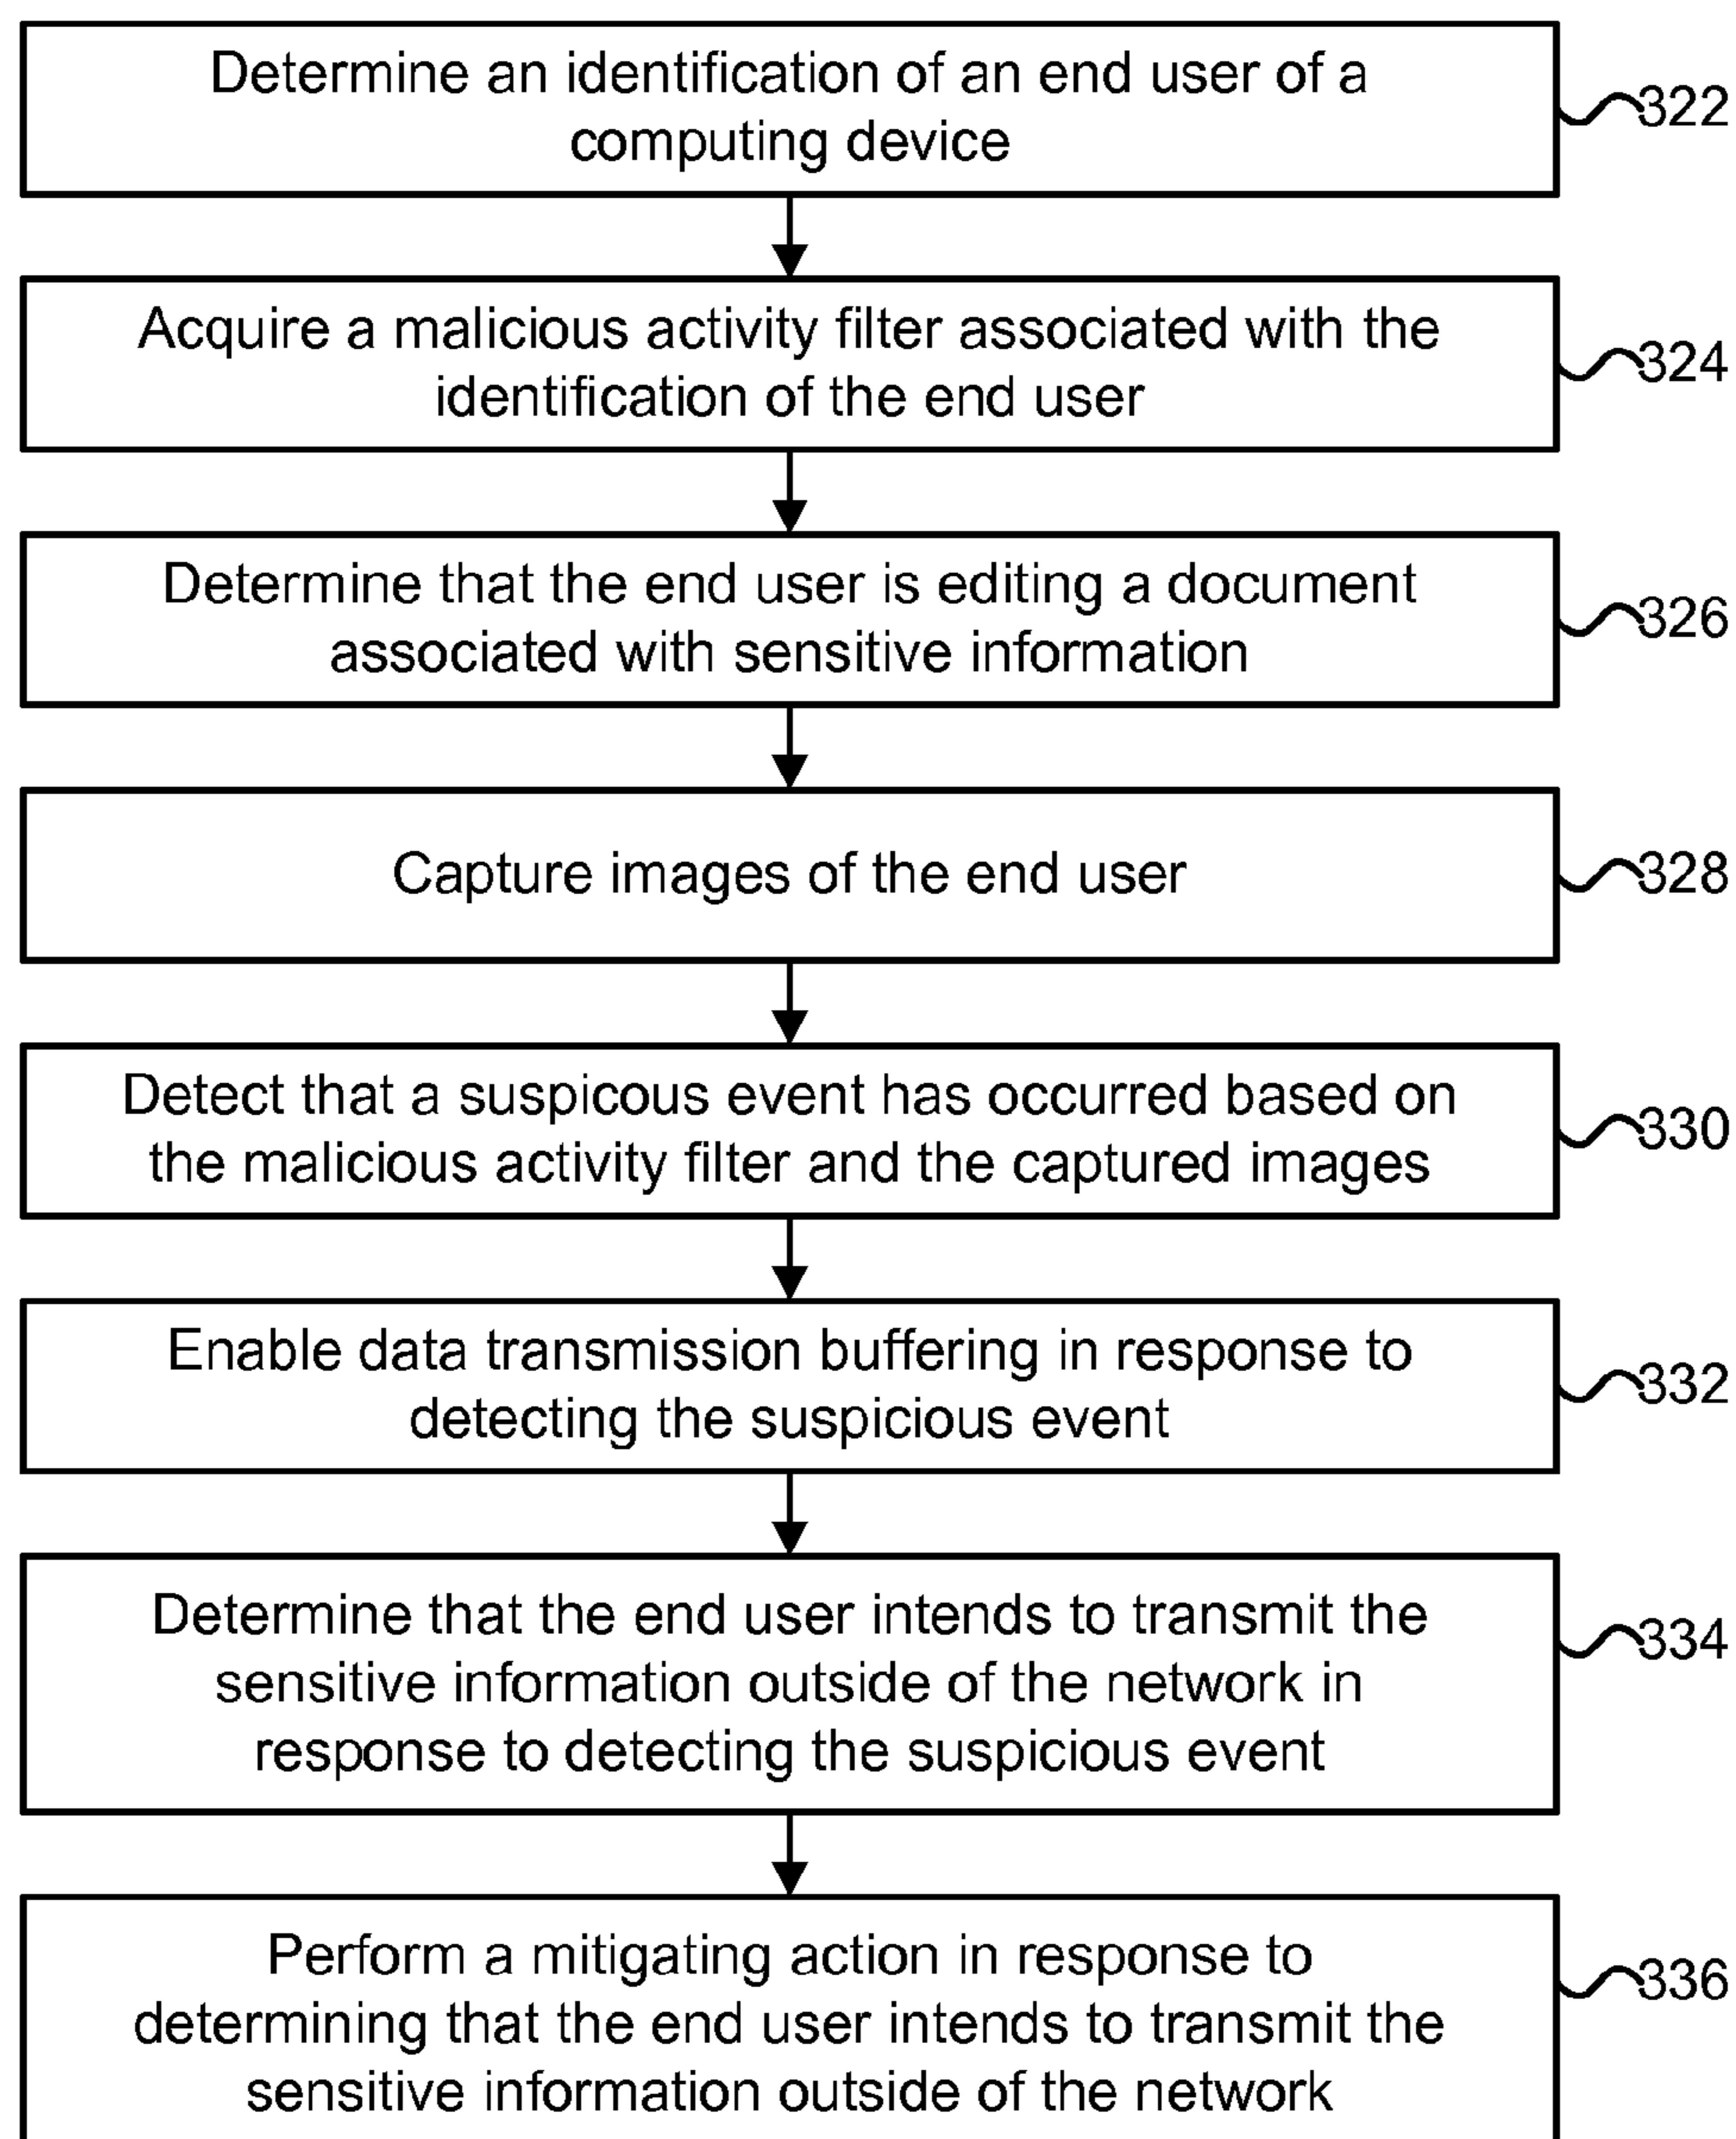 Determine an identification of an end user of a
computing device
322
Acquire a malicious activity filter associated with the
identification of the end user
324
Determine that the end user is editing a document
associated with sensitive information
326
Capture images of the end user
328
Detect that a suspicous event has occurred based on
the malicious activity filter and the captured images
330
Enable data transmission buffering in response to
detecting the suspicious event
332
Determine that the end user intends to transmit the
sensitive information outside of the network in
response to detecting the suspicious event
334
Perform a mitigating action in response to
determining that the end user intends to transmit the
sensitive information outside of the network
336